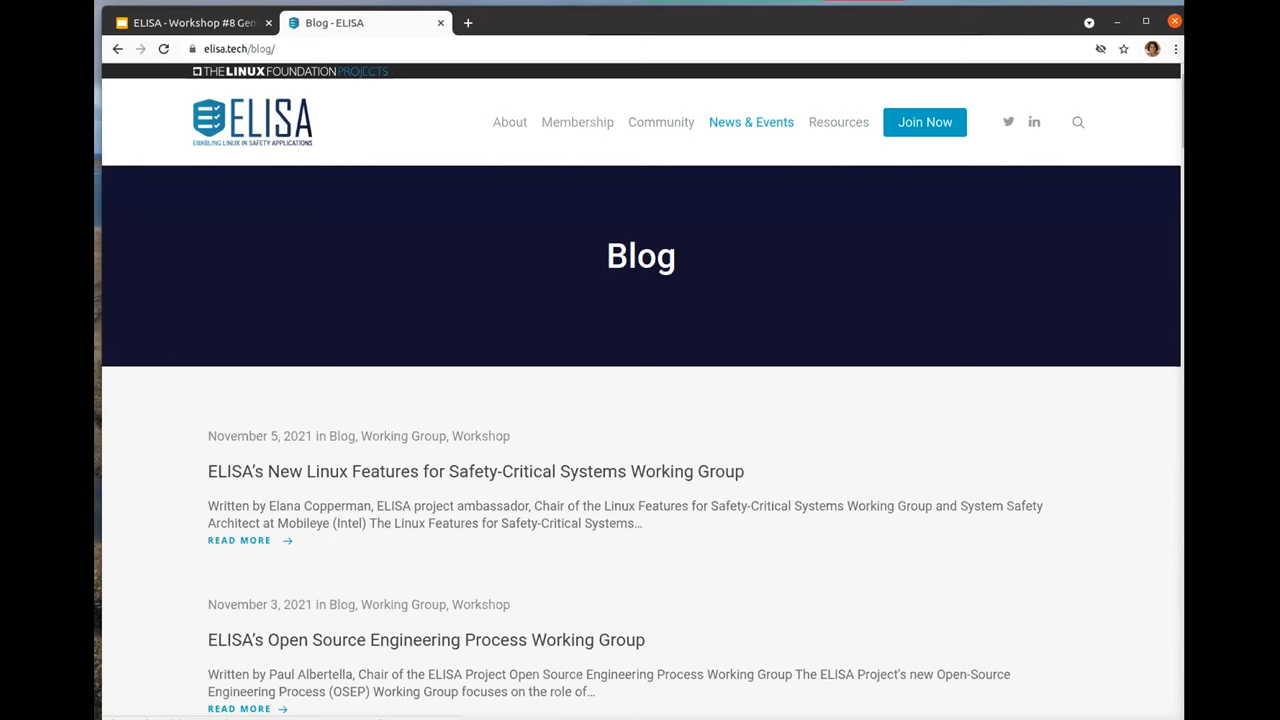 ELISA - Workshop #8 Gen
Blog - ELISA
elisa.tech/blog/
THE LINUX FOUNDATION PROJECTS
ELISA
ENABLING LINUX IN SAFETY APPLICATIONS
About Membership Community News & Events Resources Join Now
Blog
November 5, 2021 in Blog, Working Group, Workshop
ELISA’s New Linux Features for Safety-Critical Systems Working Group
Written by Elana Copperman, ELISA project ambassador, Chair of the Linux Features for Safety-Critical Systems Working Group and System Safety
Architect at Mobileye (Intel) The Linux Features for Safety-Critical Systems…
READ MORE →
November 3, 2021 in Blog, Working Group, Workshop
ELISA’s Open Source Engineering Process Working Group
Written by Paul Albertella, Chair of the ELISA Project Open Source Engineering Process Working Group The ELISA Project's new Open-Source
Engineering Process (OSEP) Working Group focuses on the role of…
READ MORE →